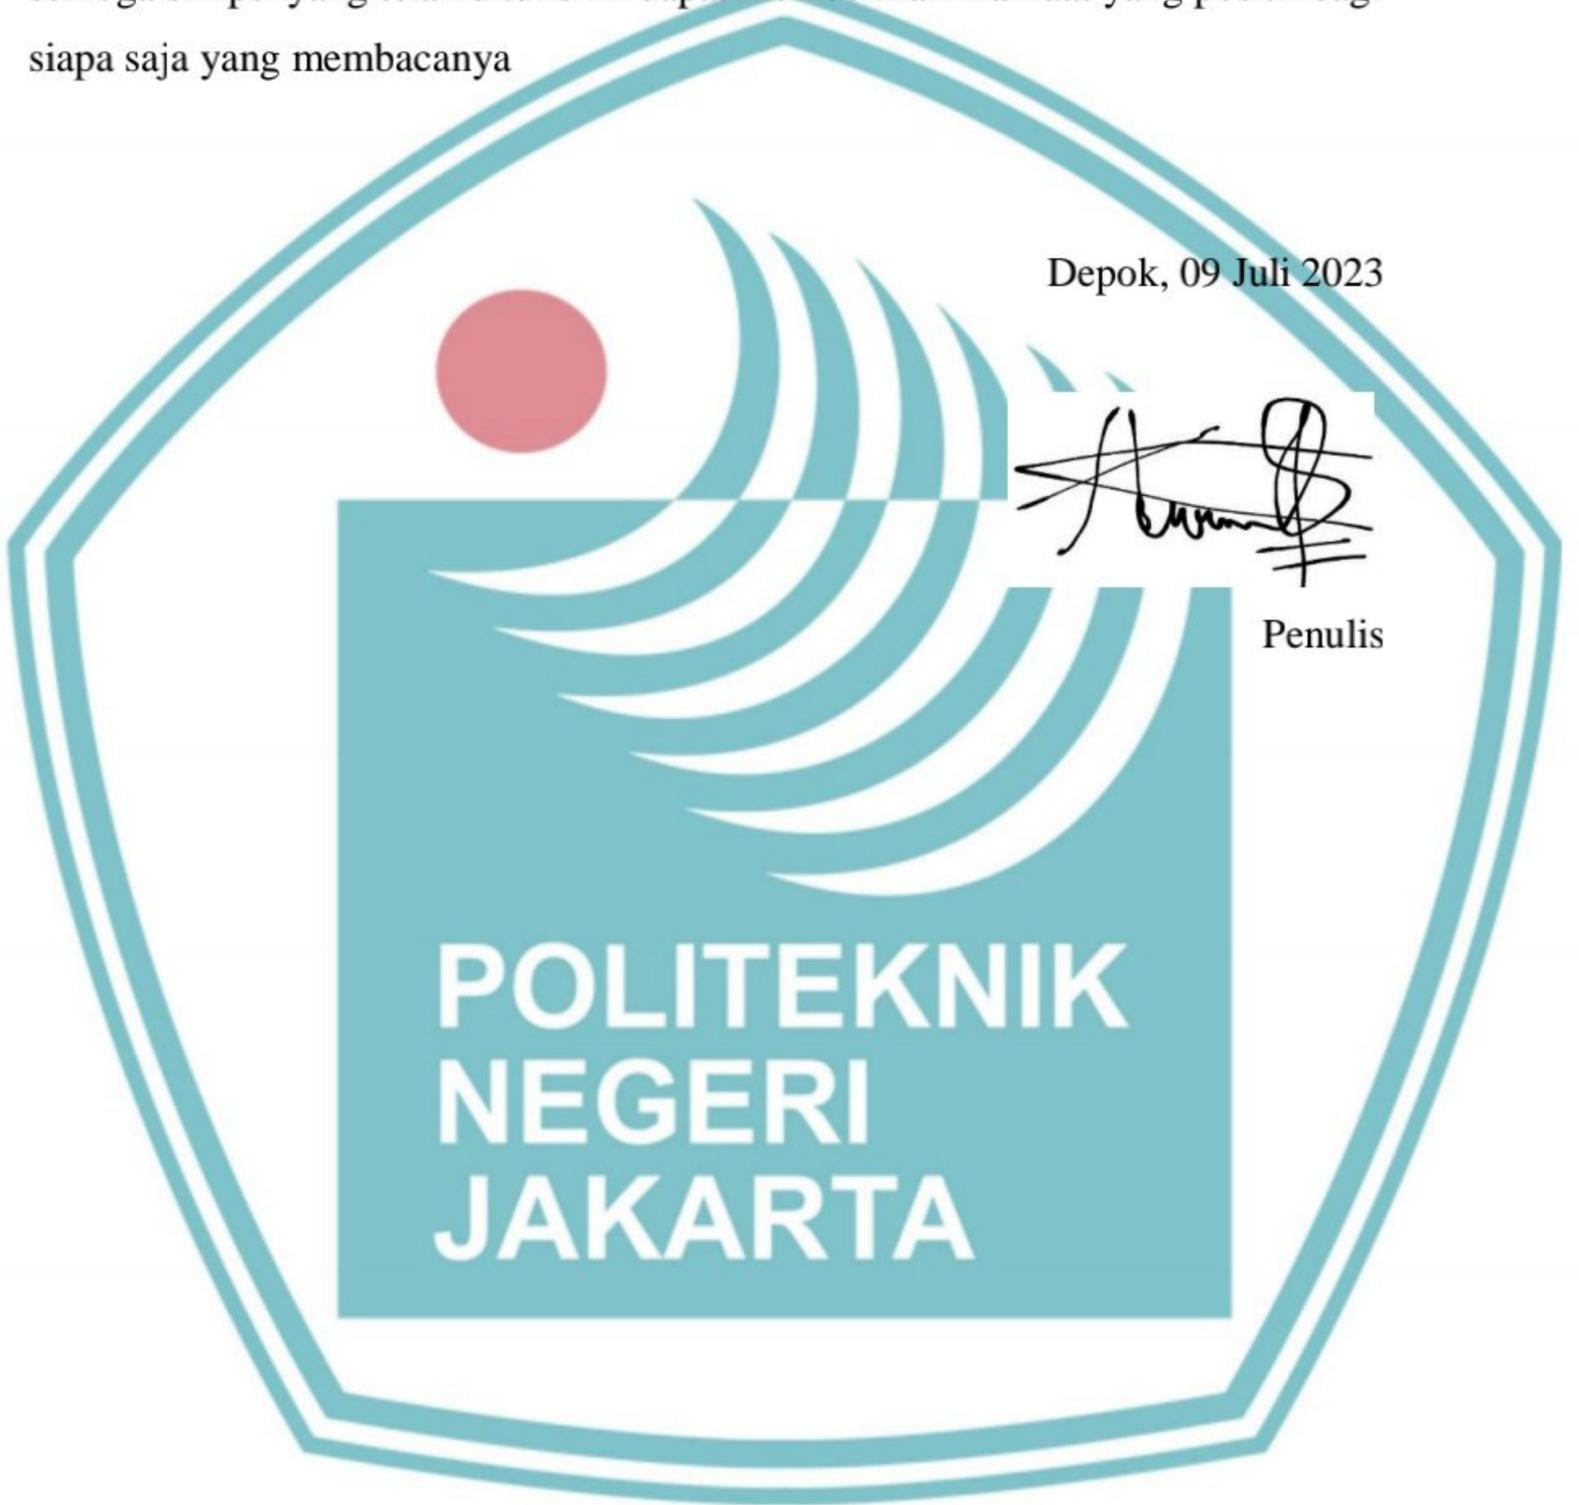 siapa saja yang membacanya
Depok, 09 Juli 2023
Penulis
POLITEKNIK
NEGERI
JAKARTA